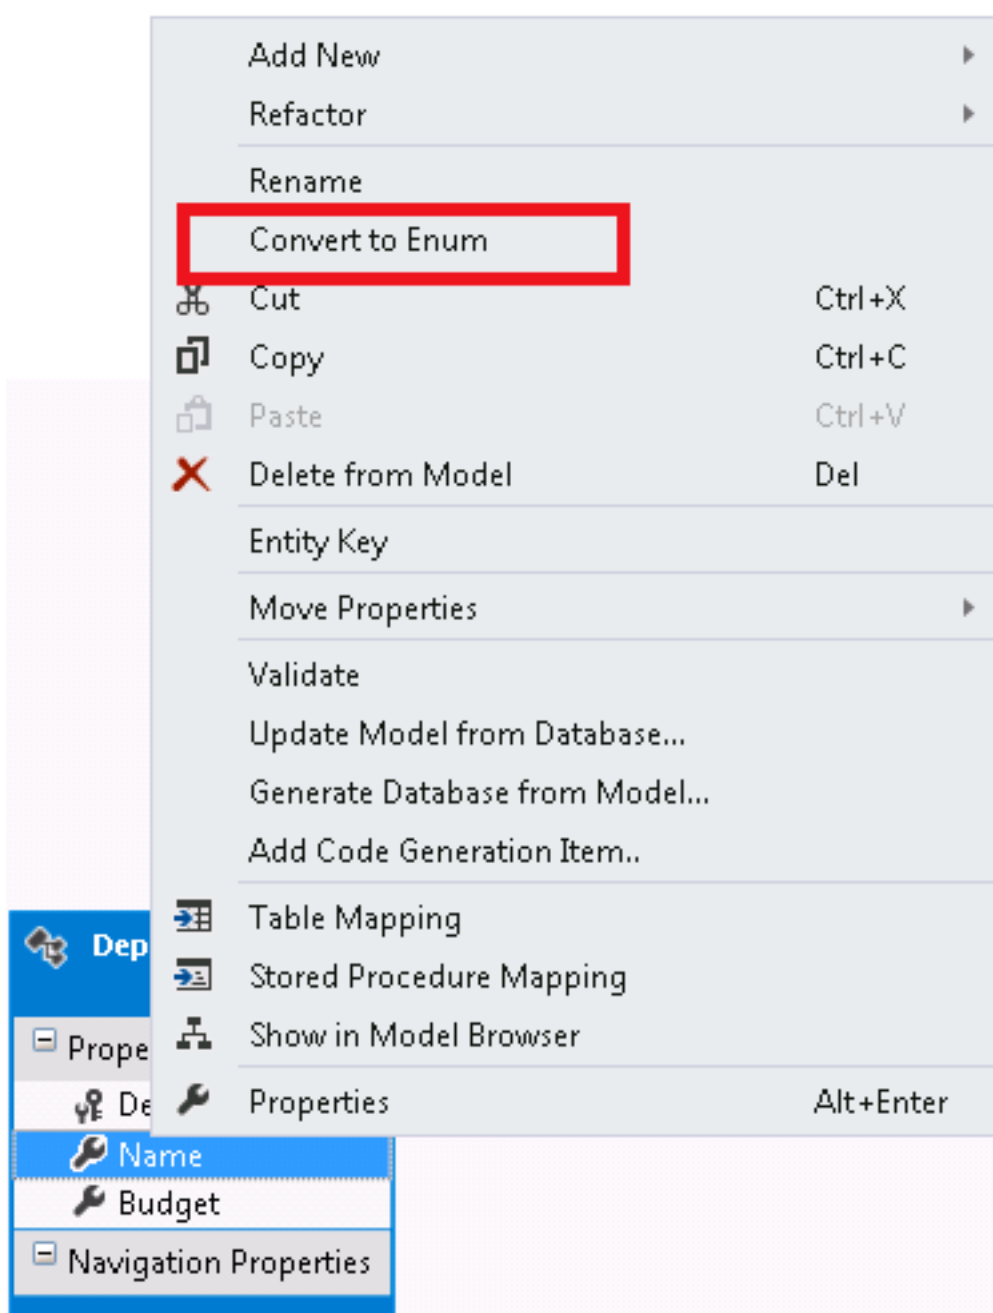 Add New
Refactor
Rename
Convert to Enum
Cut Ctrl+X
Copy Ctrl+C
Paste Ctrl+V
Delete from Model Del
Entity Key
Move Properties
Validate
Update Model from Database...
Generate Database from Model...
Add Code Generation Item..
Table Mapping
Dep
Stored Procedure Mapping
Show in Model Browser
Prope
Properties Alt+Enter
De
Name
Budget
Navigation Properties